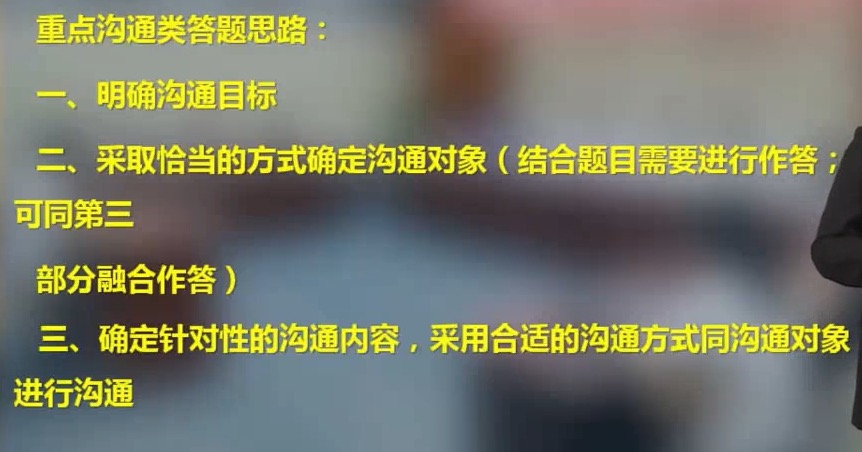 重点沟通类答题思路：
一、明确沟通目标
二、采取恰当的方式确定沟通对象（结合题目需要进行作答；
可同第三
部分融合作答）
三、确定针对性的沟通内容，采用合适的沟通方式同沟通对象
进行沟通